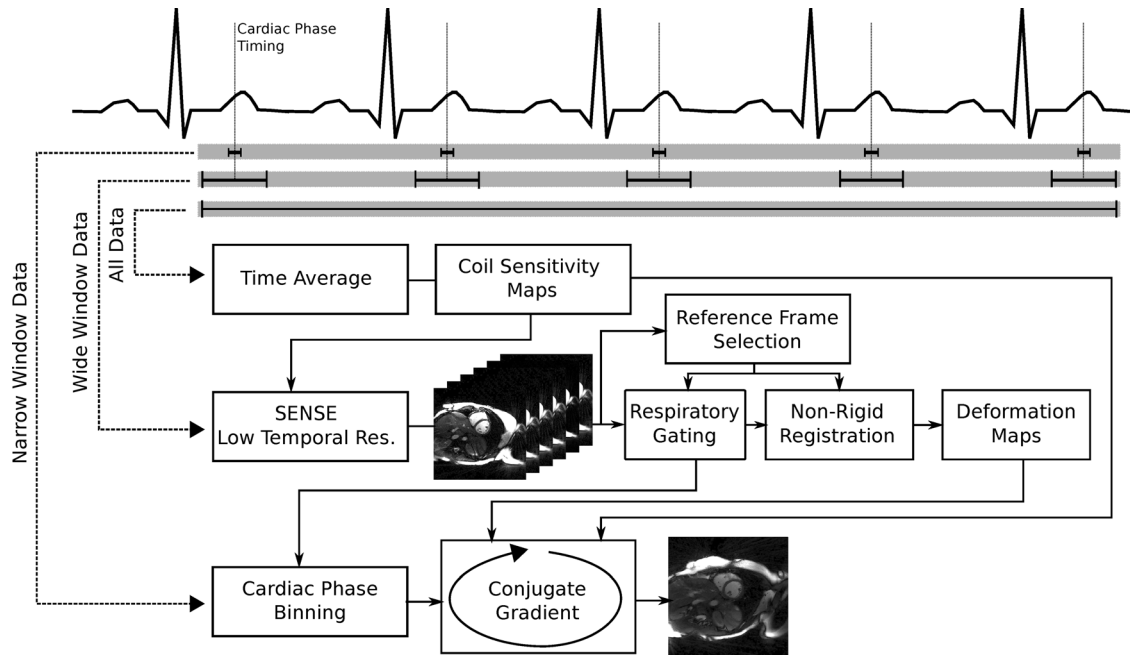 Cardiac Phase
Timing
Narrow Window Data
Wide Window Data
All Data
Time Average
Coil Sensitivity
Maps
Reference Frame
Selection
SENSE
Low Temporal Res.
Respiratory
Gating
Non-Rigid
Registration
Deformation
Maps
Cardiac Phase
Binning
Conjugate
Gradient